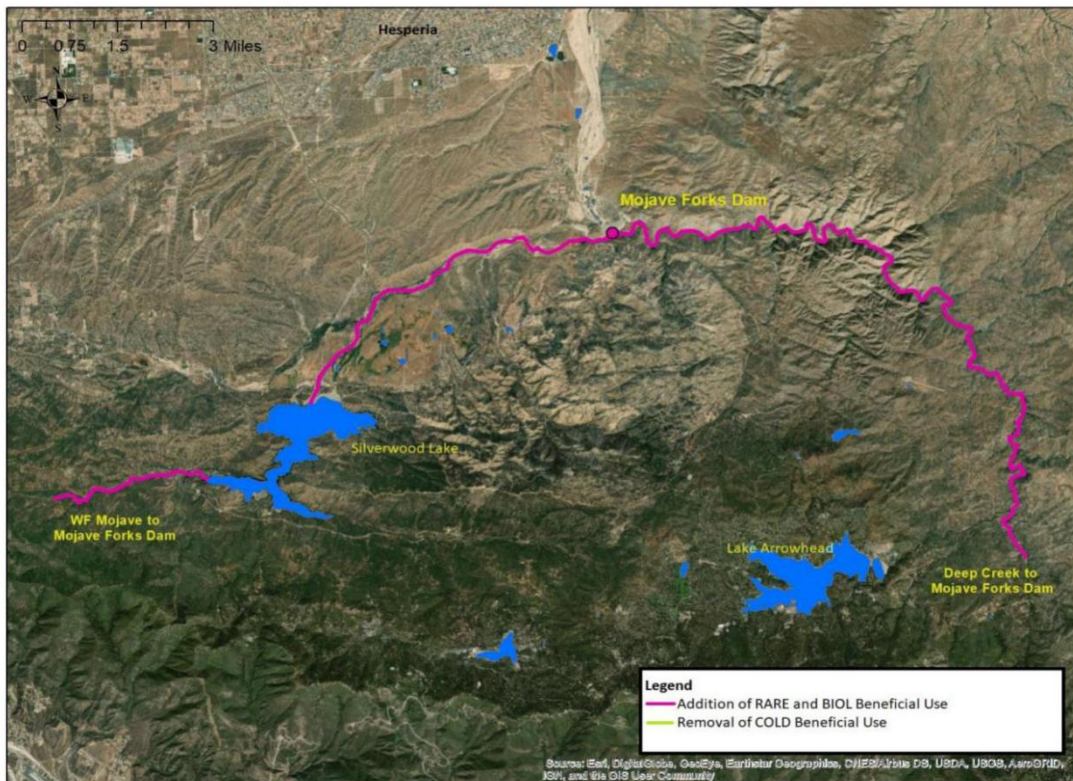 Hesperia
0 0.75 1.5 3 Miles
N
W E
S
Mojave Forks Dam
Silverwood Lake
WF Mojave to
Mojave Forks Dam
Lake Arrowhead
Deep Creek to
Mojave Forks Dam
Legend
Addition of RARE and BIOL Beneficial Use
Removal of COLD Beneficial Use
Source: Esri, DigitalGlobe, GeoEye, Earthstar Geographics, CNES/Airbus DS, USDA, USGS, AeroGRID,
IGN, and the GIS User Community